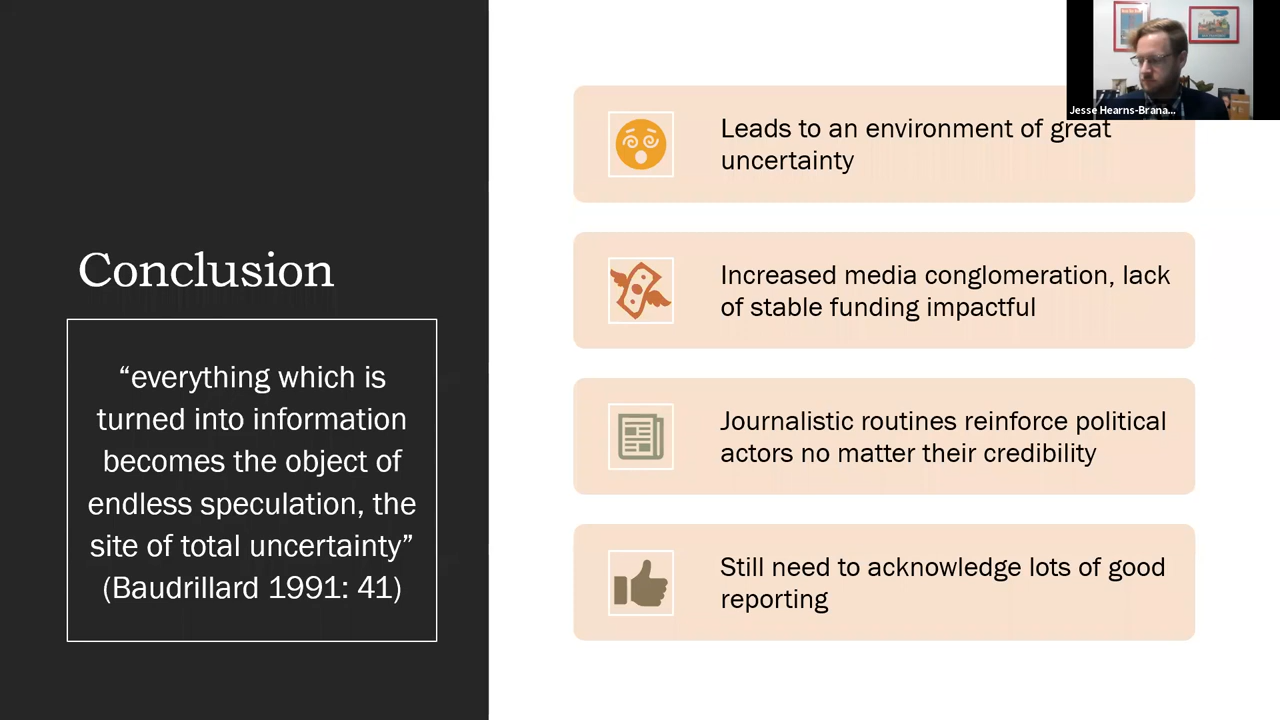 Conclusion
“everything which is
turned into information
becomes the object of
endless speculation, the
site of total uncertainty”
(Baudrillard 1991: 41)
Leads to an environment of great
uncertainty
Increased media conglomeration, lack
of stable funding impactful
Journalistic routines reinforce political
actors no matter their credibility
Still need to acknowledge lots of good
reporting
Jesse Hearns-Brana...